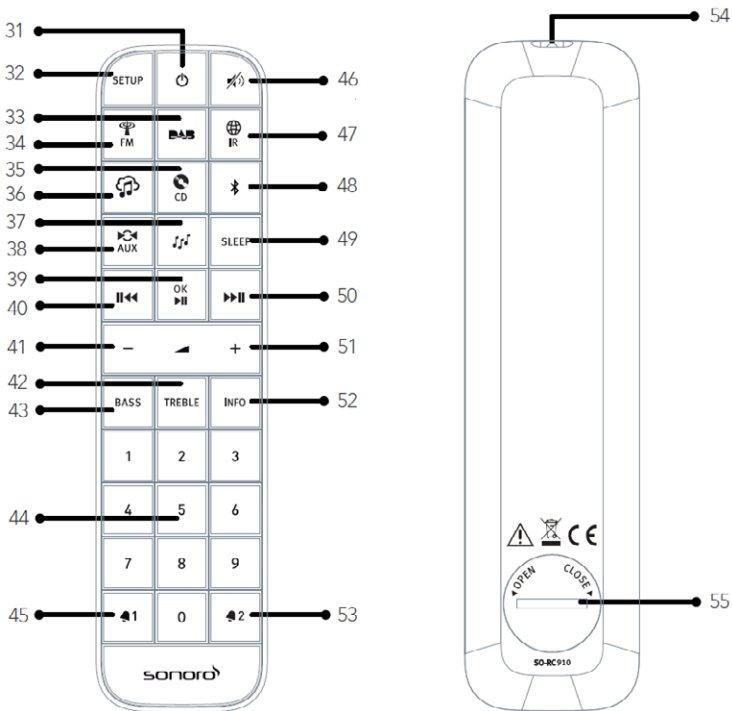 31
32
SETUP
46
33
34
FM
DAB
IR
47
35
36
CD
48
37
38
AUX
SLEEP
49
39
OK
40
50
41
−
+
51
42
43
BASS
TREBLE
INFO
52
1
2
3
44
4
5
6
7
8
9
45
1
0
2
53
sonoro
54
CE
OPEN
CLOSE
55
SO-RC910